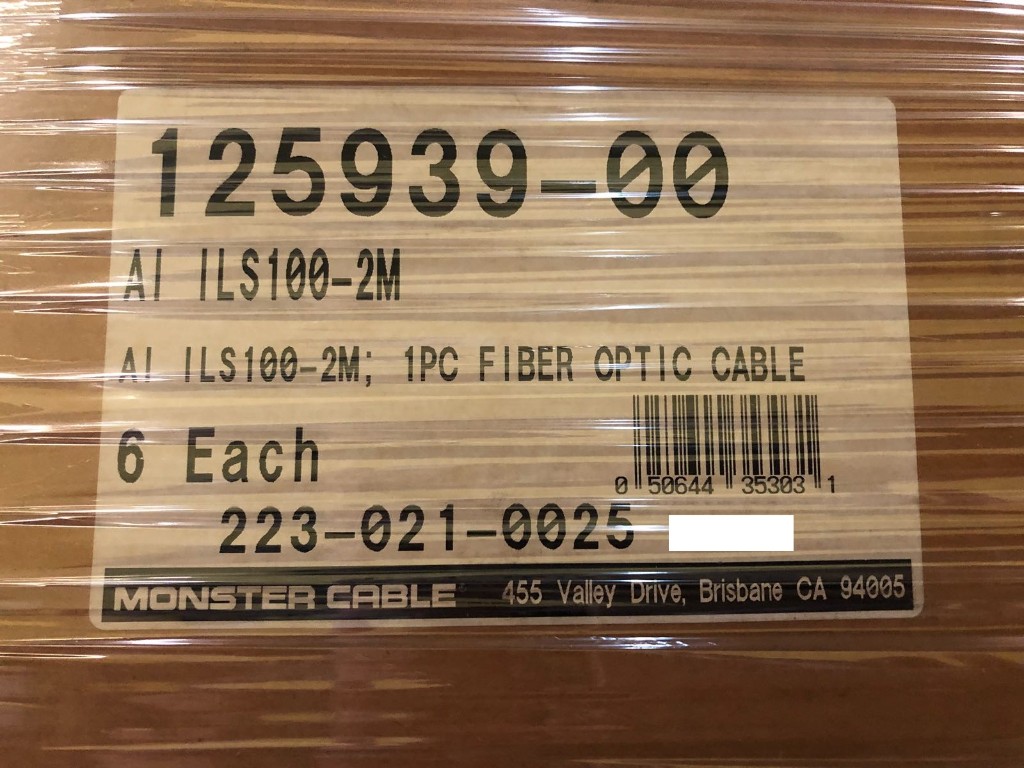 125939-00
AI ILS100-2M
AI ILS100-2M; 1PC FIBER OPTIC CABLE
6 Each
0 50644 35303 1
223-021-0025
MONSTER CABLE 455 Valley Drive, Brisbane CA 94005